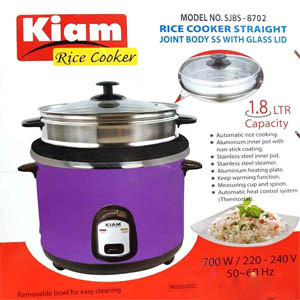 Kiam
Rice Cooker
MODEL NO. SJBS - 8702
RICE COOKER STRAIGHT
JOINT BODY SS WITH GLASS LID
1.8 LTR
Capacity
• Automatic rice cooking.
• Aluminium inner pot with
non-stick coating.
• Stainless steel inner pot.
• Stainless steel steamer.
• Aluminium heating plate.
• Keep warming function.
• Measuring cup and spoon.
• Automatic heat control system
(Thermostat).
KIAM
700 W / 220 - 240 V
50~60 Hz
Removable bowl for easy cleaning